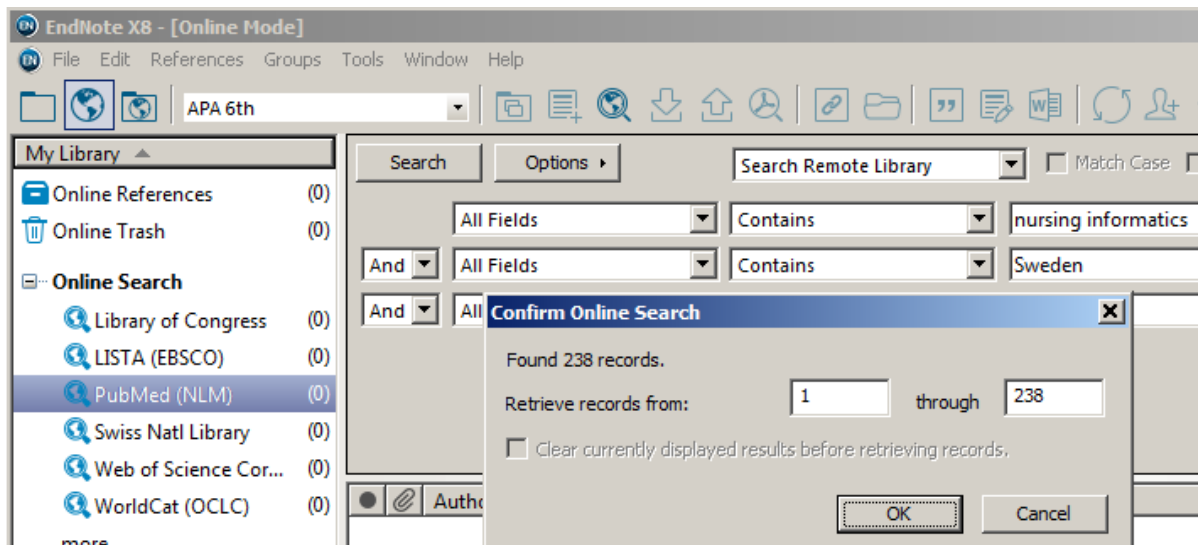 EndNote X8 - [Online Mode]
File Edit References Groups Tools Window Help
APA 6th
My Library
Search Options Search Remote Library Match Case
Online References (0)
All Fields Contains nursing informatics
Online Trash (0)
And All Fields Contains Sweden
Online Search
And All
Confirm Online Search
Library of Congress (0)
LISTA (EBSCO) (0)
Found 238 records.
PubMed (NLM) (0)
Retrieve records from: 1 through 238
Swiss Natl Library (0)
Clear currently displayed results before retrieving records.
Web of Science Cor... (0)
WorldCat (OCLC) (0)
Autho
OK Cancel
more